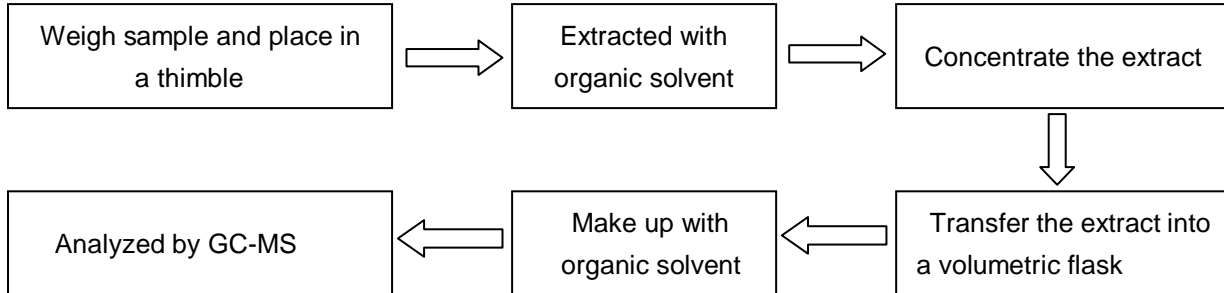 Weigh sample and place in
a thimble
Extracted with
organic solvent
Concentrate the extract
Transfer the extract into
a volumetric flask
Make up with
organic solvent
Analyzed by GC-MS